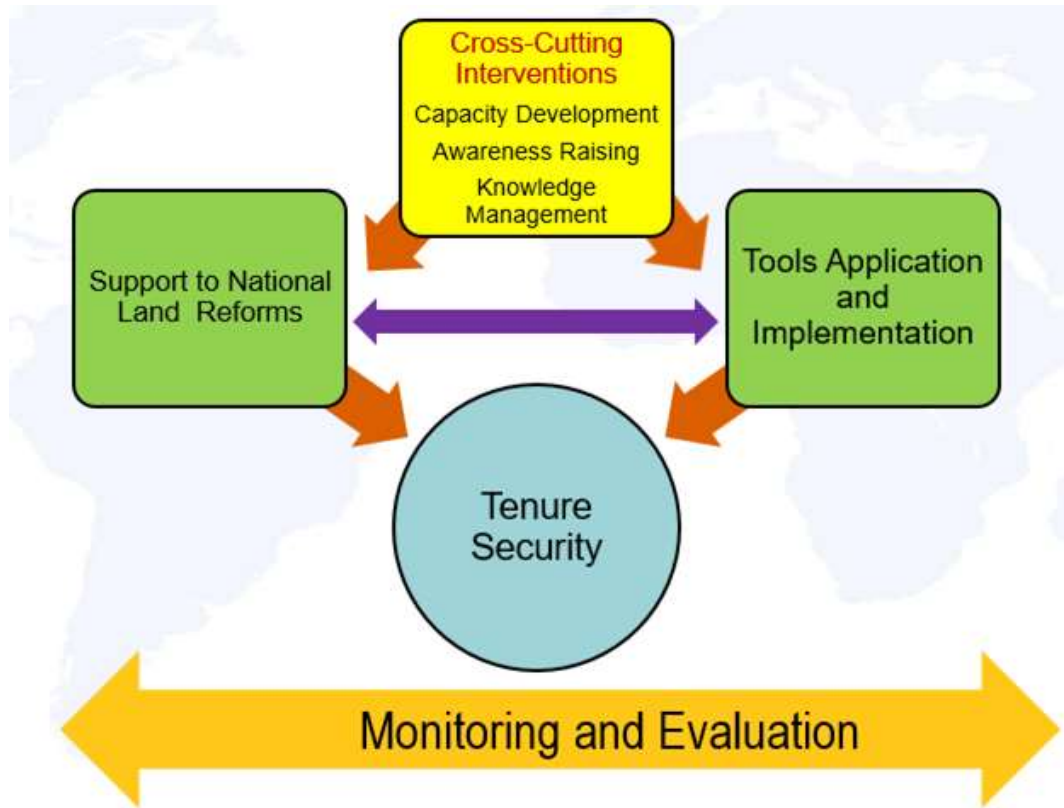 Cross-Cutting
Interventions
Capacity Development
Awareness Raising
Knowledge
Management
Support to National
Land Reforms
Tools Application
and
Implementation
Tenure
Security
Monitoring and Evaluation